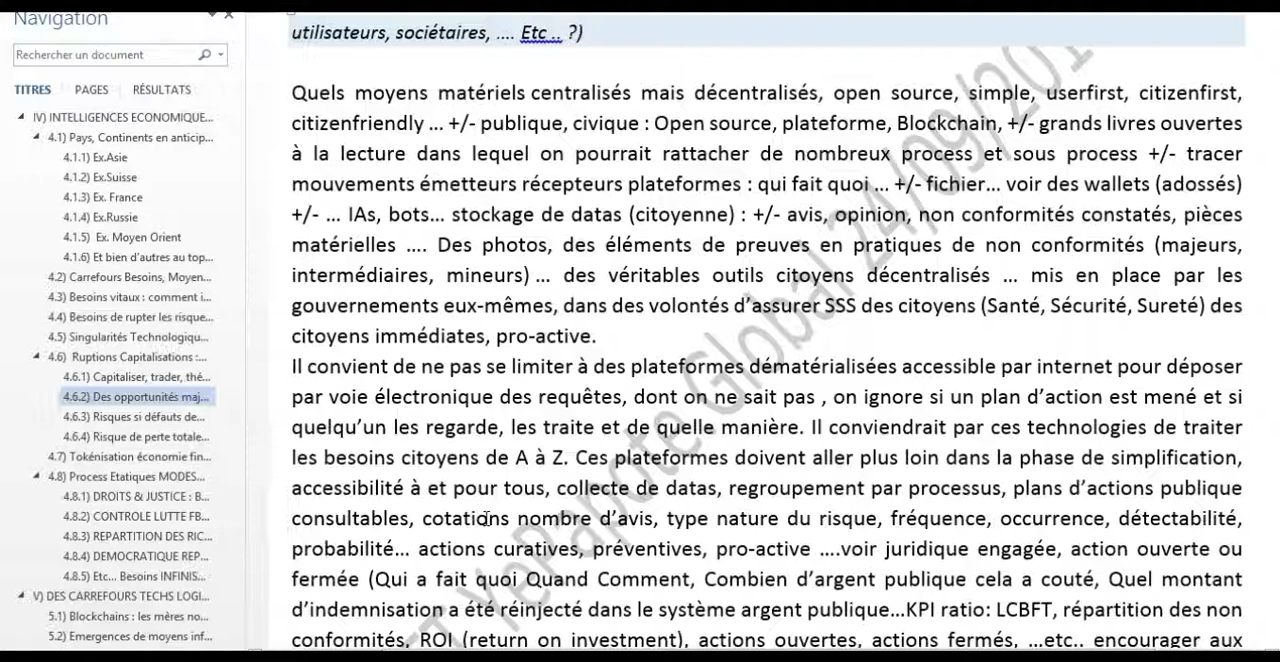 Navigation
Rechercher un document
TITRES PAGES RÉSULTATS
IV) INTELLIGENCES ECONOMIQUE...
4.1) Pays, Continents en anticip...
4.1.1) Ex.Asie
4.1.2) Ex.Suisse
4.1.3) Ex. France
4.1.4) Ex.Russie
4.1.5) Ex. Moyen Orient
4.1.6) Et bien d'autres au top...
4.2) Carrefours Besoins, Moyen...
4.3) Besoins vitaux : comment i...
4.4) Besoins de rupter les risque...
4.5) Singularités Technologiqu...
4.6) Ruptions Capitalisations :...
4.6.1) Capitaliser, trader, thé...
4.6.2) Des opportunités maj...
4.6.3) Risques si défauts de...
4.6.4) Risque de perte totale...
4.7) Tokénisation économie fin...
4.8) Process Etatiques MODES...
4.8.1) DROITS & JUSTICE : B...
4.8.2) CONTROLE LUTTE FB...
4.8.3) REPARTITION DES RIC...
4.8.4) DEMOCRATIQUE REP...
4.8.5) Etc... Besoins INFINIS...
V) DES CARREFOURS TECHS LOGI...
5.1) Blockchains : les mères no...
5.2) Emergences de moyens inf...
utilisateurs, sociétaires, .... Etc .. ?)
Quels moyens matériels centralisés mais décentralisés, open source, simple, userfirst, citizenfirst,
citizenfriendly ... +/- publique, civique : Open source, plateforme, Blockchain, +/- grands livres ouvertes
à la lecture dans lequel on pourrait rattacher de nombreux process et sous process +/- tracer
mouvements émetteurs récepteurs plateformes : qui fait quoi ... +/- fichier... voir des wallets (adossés)
+/- ... IAs, bots... stockage de datas (citoyenne) : +/- avis, opinion, non conformités constatés, pièces
matérielles .... Des photos, des éléments de preuves en pratiques de non conformités (majeurs,
intermédiaires, mineurs) ... des véritables outils citoyens décentralisés ... mis en place par les
gouvernements eux-mêmes, dans des volontés d'assurer SSS des citoyens (Santé, Sécurité, Sureté) des
citoyens immédiates, pro-active.
Il convient de ne pas se limiter à des plateformes dématérialisées accessible par internet pour déposer
par voie électronique des requêtes, dont on ne sait pas , on ignore si un plan d'action est mené et si
quelqu'un les regarde, les traite et de quelle manière. Il conviendrait par ces technologies de traiter
les besoins citoyens de A à Z. Ces plateformes doivent aller plus loin dans la phase de simplification,
accessibilité à et pour tous, collecte de datas, regroupement par processus, plans d'actions publique
consultables, cotations nombre d'avis, type nature du risque, fréquence, occurrence, détectabilité,
probabilité... actions curatives, préventives, pro-active ....voir juridique engagée, action ouverte ou
fermée (Qui a fait quoi Quand Comment, Combien d'argent publique cela a couté, Quel montant
d'indemnisation a été réinjecté dans le système argent publique...KPI ratio: LCBFT, répartition des non
conformités, ROI (return on investment), actions ouvertes, actions fermés, ...etc.. encourager aux
YePapote Global 24/09/201